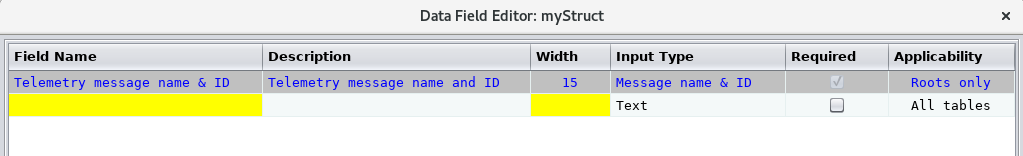 Data Field Editor: myStruct
Field Name Description Width Input Type Required Applicability
Telemetry message name & ID Telemetry message name and ID 15 Message name & ID Roots only
Text All tables